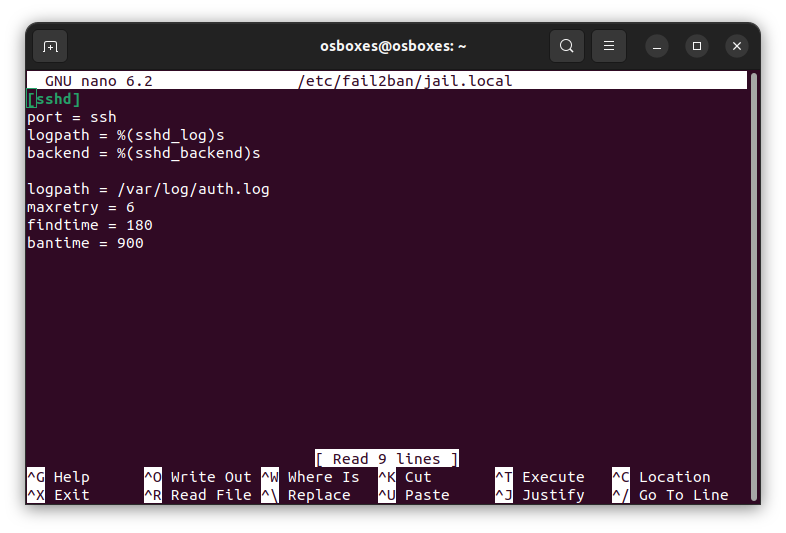 osboxes@osboxes: ~
GNU nano 6.2 /etc/fail2ban/jail.local
[sshd]
port = ssh
logpath = %(sshd_log)s
backend = %(sshd_backend)s
logpath = /var/log/auth.log
maxretry = 6
findtime = 180
bantime = 900
[ Read 9 lines ]
^G Help ^O Write Out ^W Where Is ^K Cut ^T Execute ^C Location
^X Exit ^R Read File ^\ Replace ^U Paste ^J Justify ^/ Go To Line